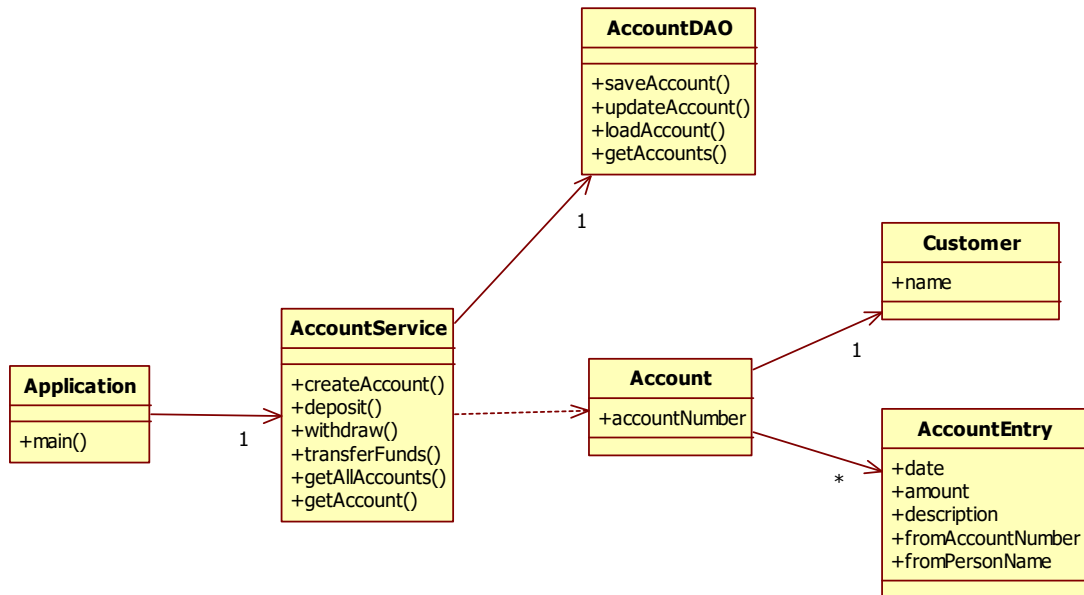 AccountDAO
+saveAccount()
+updateAccount()
+loadAccount()
+getAccounts()
1
Customer
+name
1
AccountService
+createAccount()
+deposit()
+withdraw()
+transferFunds()
+getAllAccounts()
+getAccount()
Application
+main()
1
Account
+accountNumber
AccountEntry
+date
+amount
+description
+fromAccountNumber
+fromPersonName
*